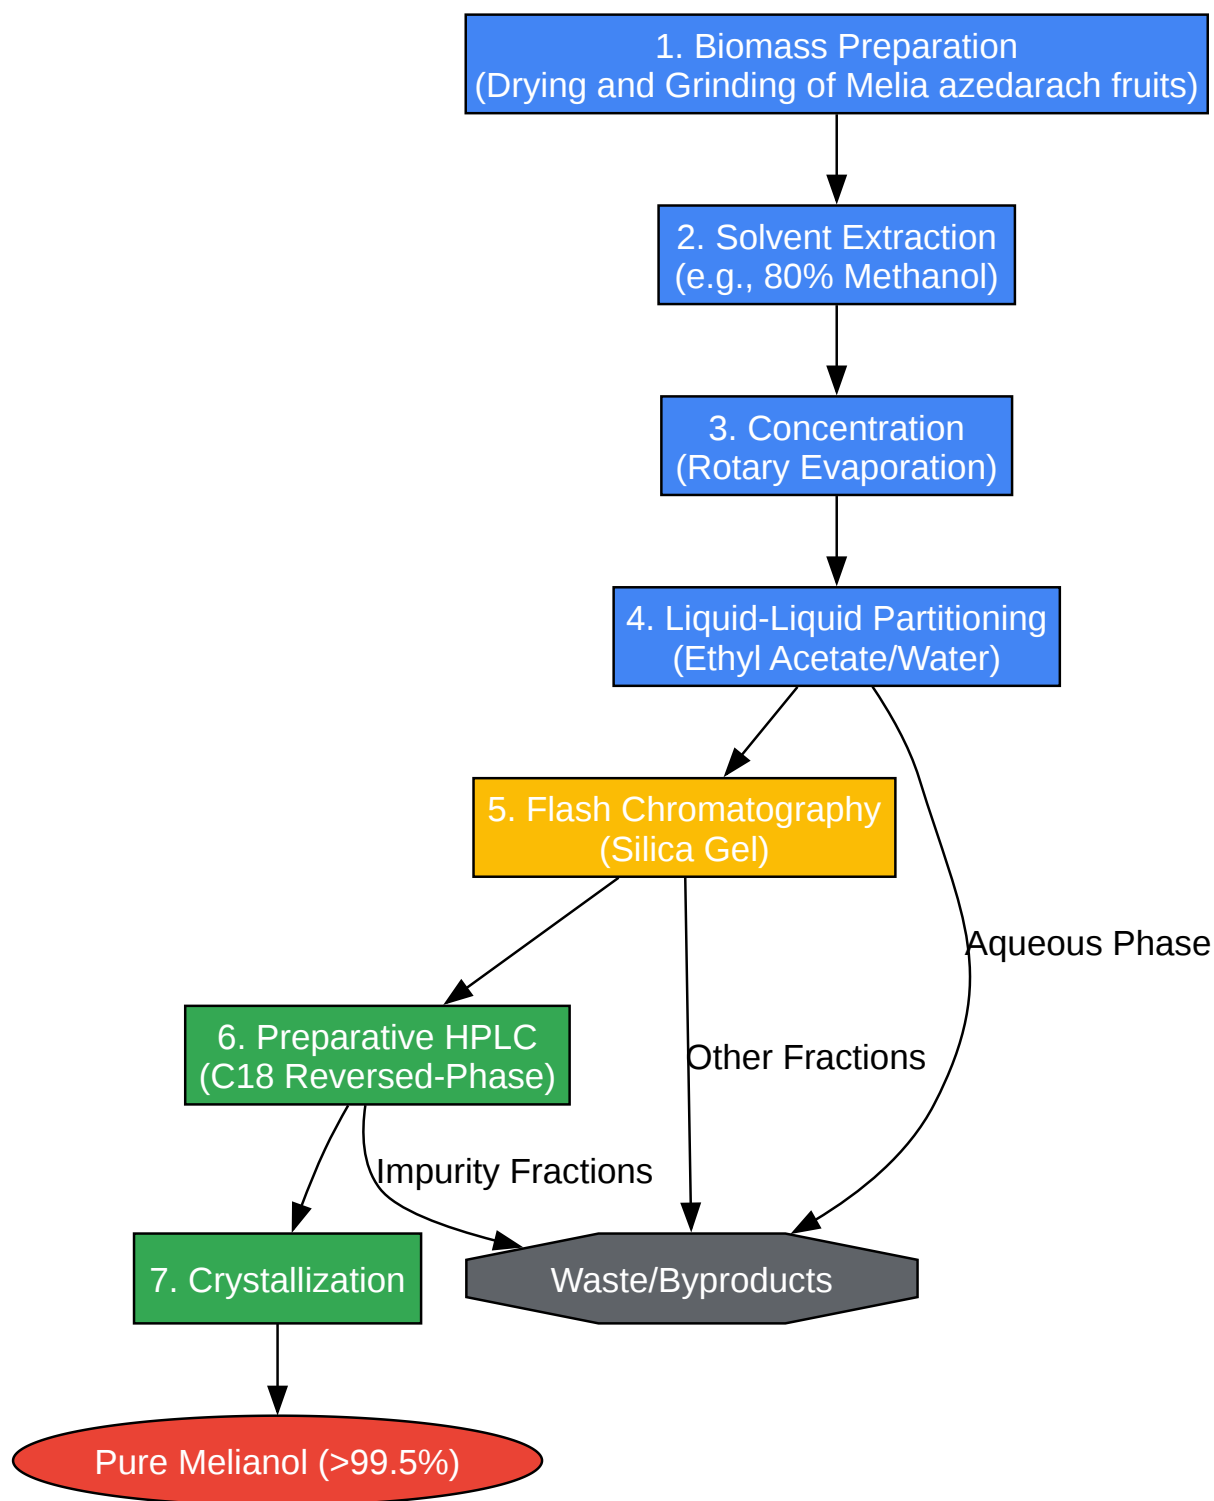 1. Biomass Preparation
(Drying and Grinding of Melia azedarach fruits)
2. Solvent Extraction
(e.g., 80% Methanol)
3. Concentration
(Rotary Evaporation)
4. Liquid-Liquid Partitioning
(Ethyl Acetate/Water)
5. Flash Chromatography
(Silica Gel)
Aqueous Phase
6. Preparative HPLC
(C18 Reversed-Phase)
Other Fractions
Impurity Fractions
7. Crystallization
Waste/Byproducts
Pure Melianol (>99.5%)